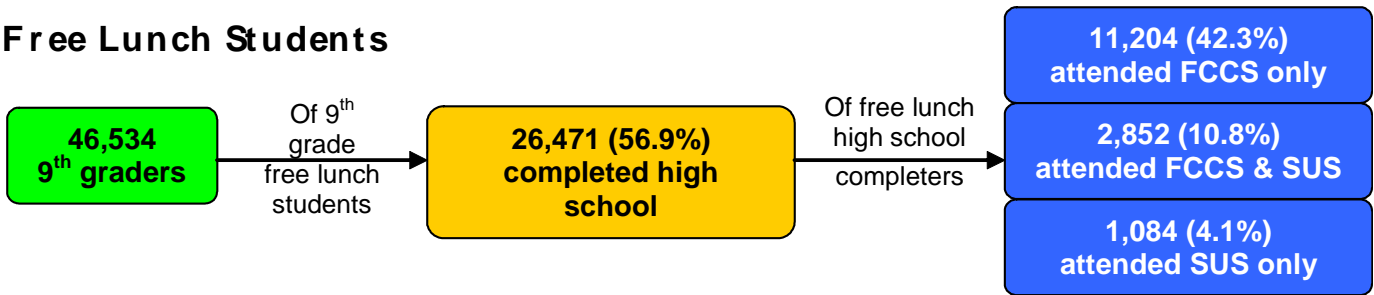 Free Lunch Students
46,534
9th graders
Of 9th
grade
free lunch
students
26,471 (56.9%)
completed high
school
Of free lunch
high school
completers
11,204 (42.3%)
attended FCCS only
2,852 (10.8%)
attended FCCS & SUS
1,084 (4.1%)
attended SUS only